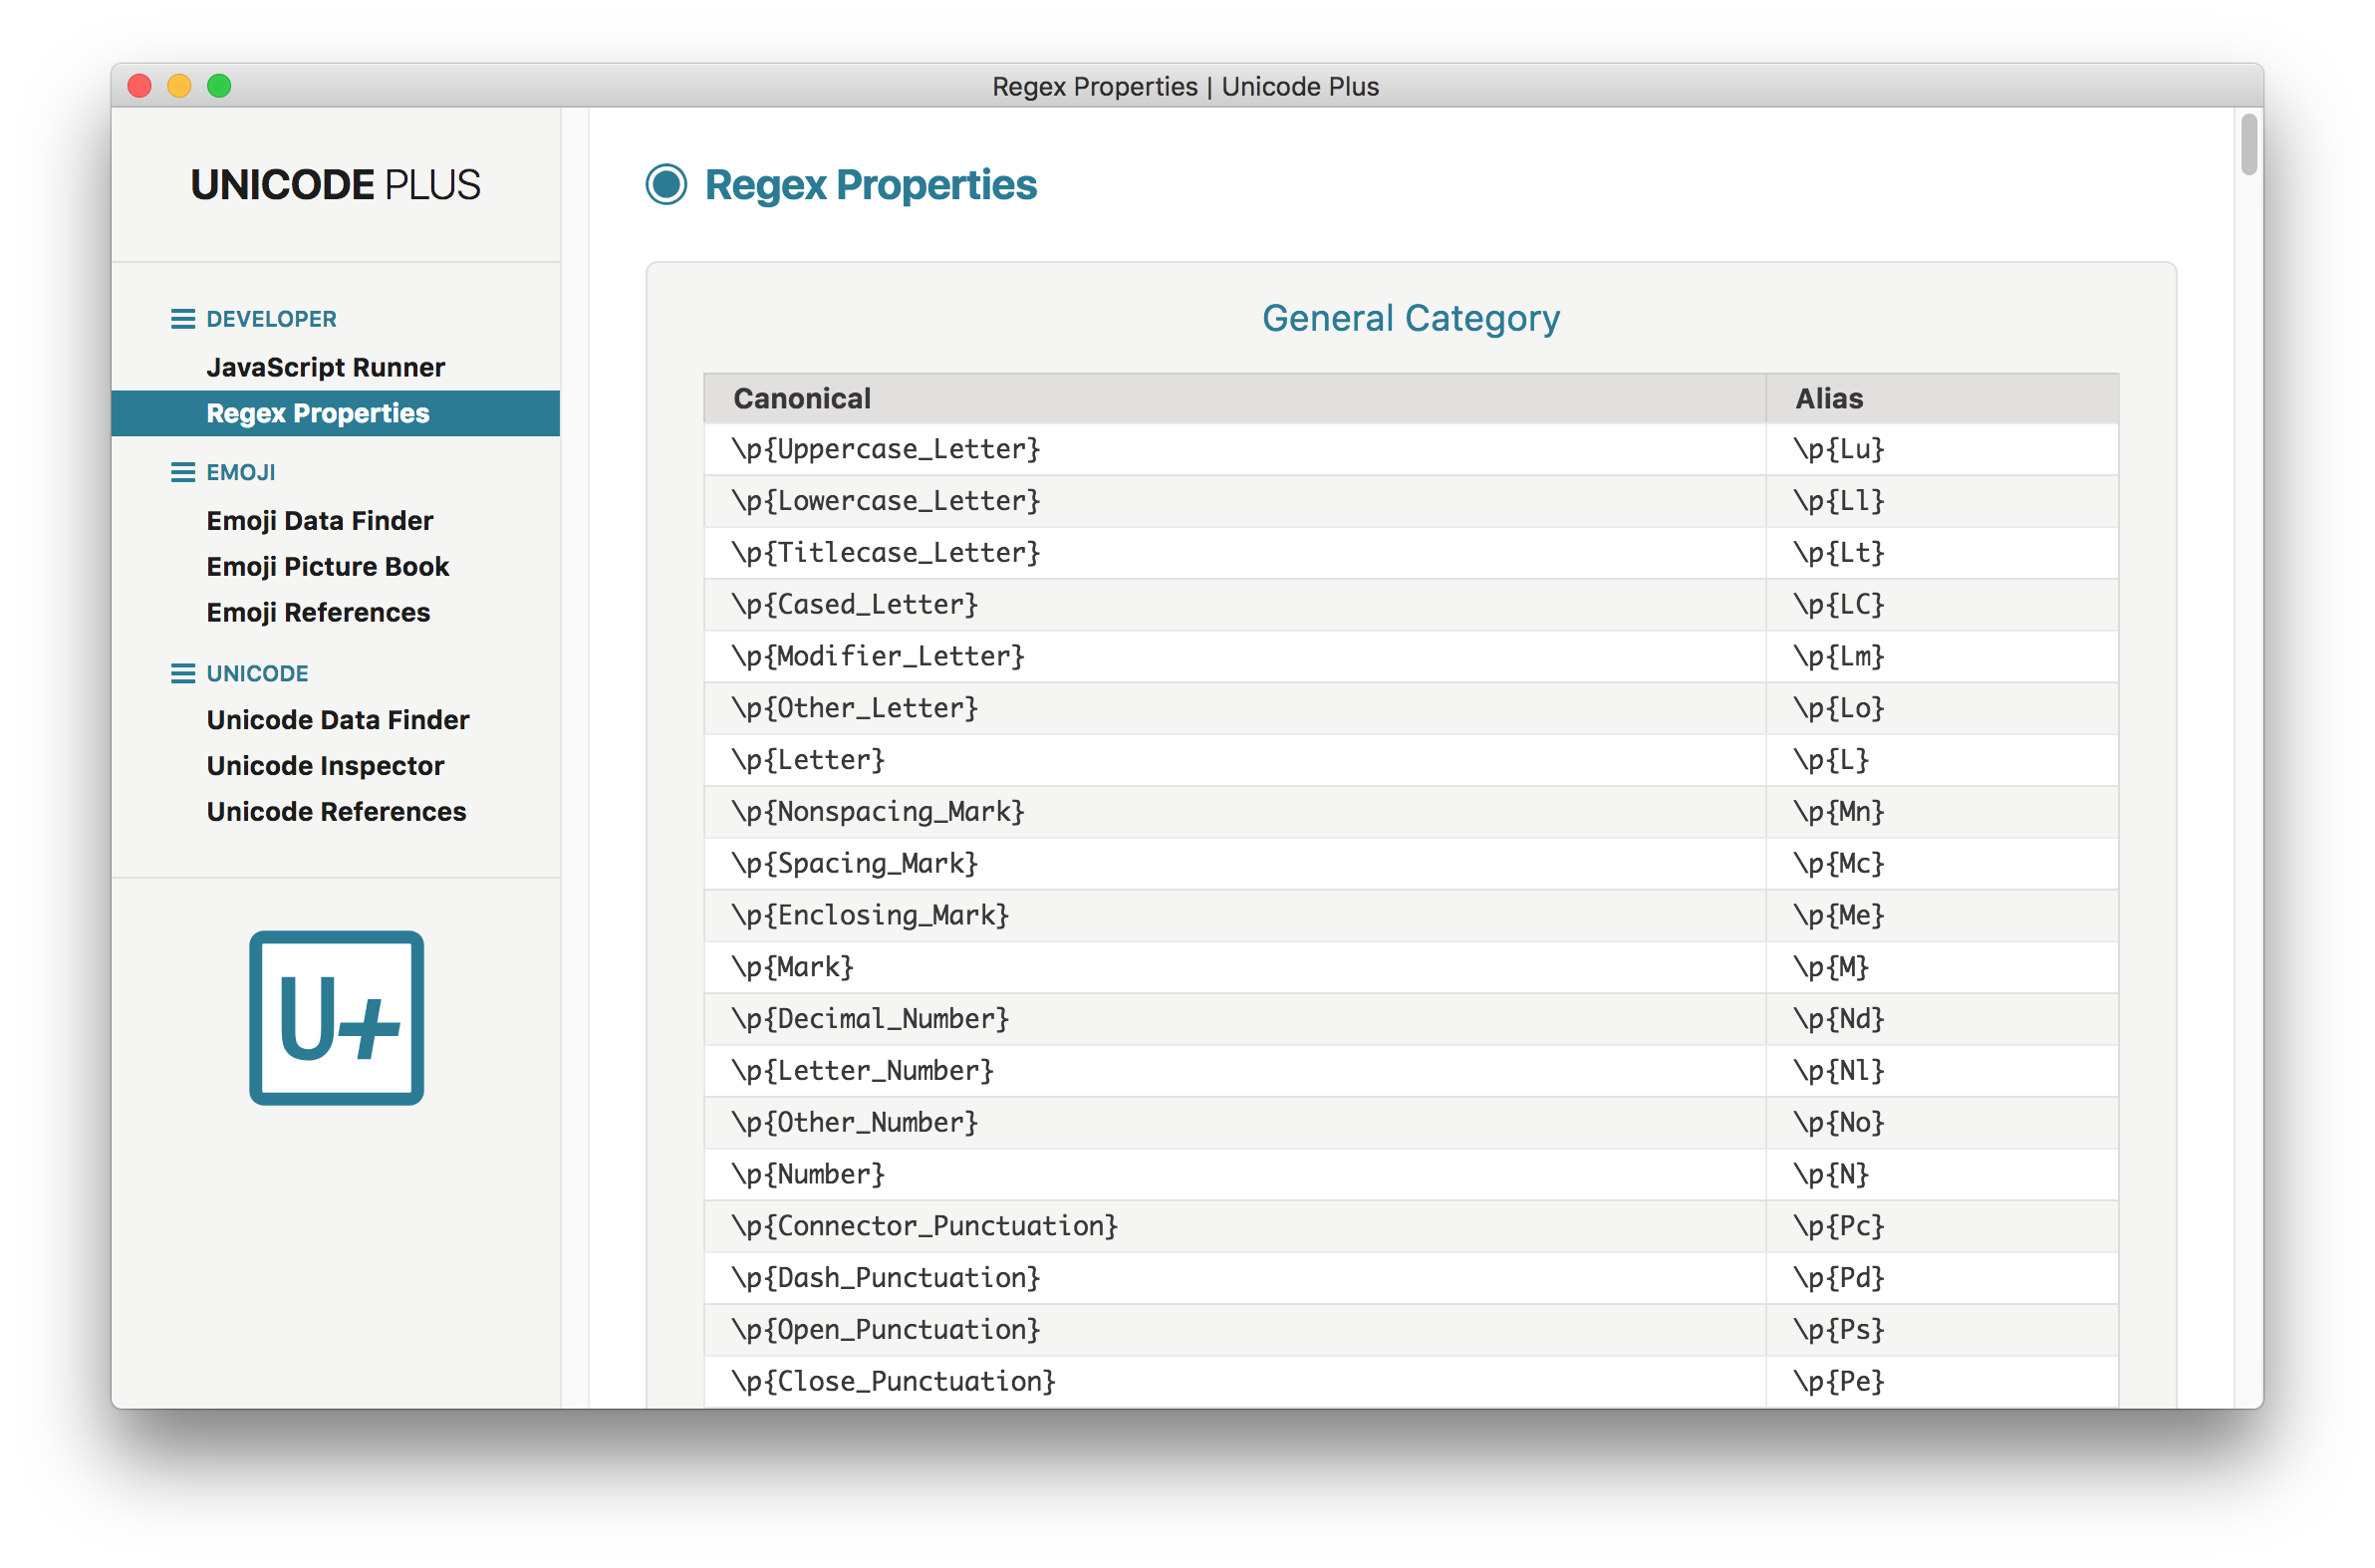 Regex Properties | Unicode Plus
UNICODE PLUS
DEVELOPER
JavaScript Runner
Regex Properties
EMOJI
Emoji Data Finder
Emoji Picture Book
Emoji References
UNICODE
Unicode Data Finder
Unicode Inspector
Unicode References
U+
Regex Properties
General Category
Canonical Alias
\p{Uppercase_Letter} \p{Lu}
\p{Lowercase_Letter} \p{Ll}
\p{Titlecase_Letter} \p{Lt}
\p{Cased_Letter} \p{LC}
\p{Modifier_Letter} \p{Lm}
\p{Other_Letter} \p{Lo}
\p{Letter} \p{L}
\p{Nonspacing_Mark} \p{Mn}
\p{Spacing_Mark} \p{Mc}
\p{Enclosing_Mark} \p{Me}
\p{Mark} \p{M}
\p{Decimal_Number} \p{Nd}
\p{Letter_Number} \p{Nl}
\p{Other_Number} \p{No}
\p{Number} \p{N}
\p{Connector_Punctuation} \p{Pc}
\p{Dash_Punctuation} \p{Pd}
\p{Open_Punctuation} \p{Ps}
\p{Close_Punctuation} \p{Pe}